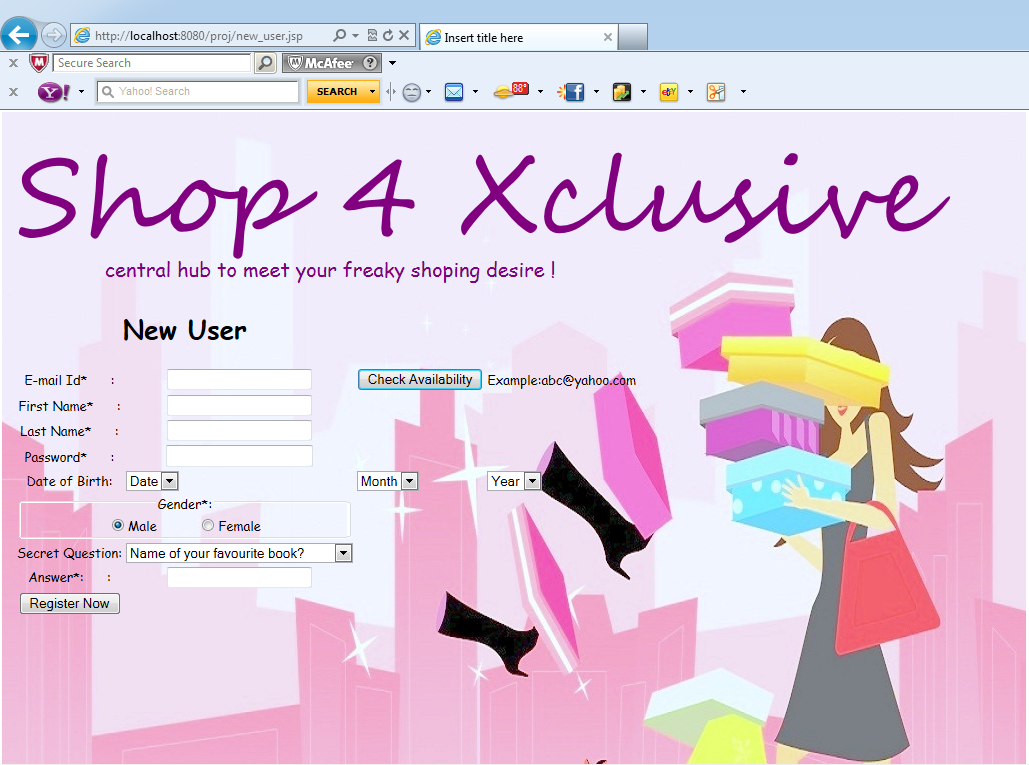 http://localhost:8080/proj/new_user.jsp
Insert title here
Secure Search
McAfee
Y!
Yahoo! Search
SEARCH
88°
f
ebY
Shop 4 Xclusive
central hub to meet your freaky shoping desire !
New User
E-mail Id* : Check Availability Example:abc@yahoo.com
First Name* :
Last Name* :
Password* :
Date of Birth: Date Month Year
Gender*:
Male Female
Secret Question: Name of your favourite book?
Answer*: :
Register Now